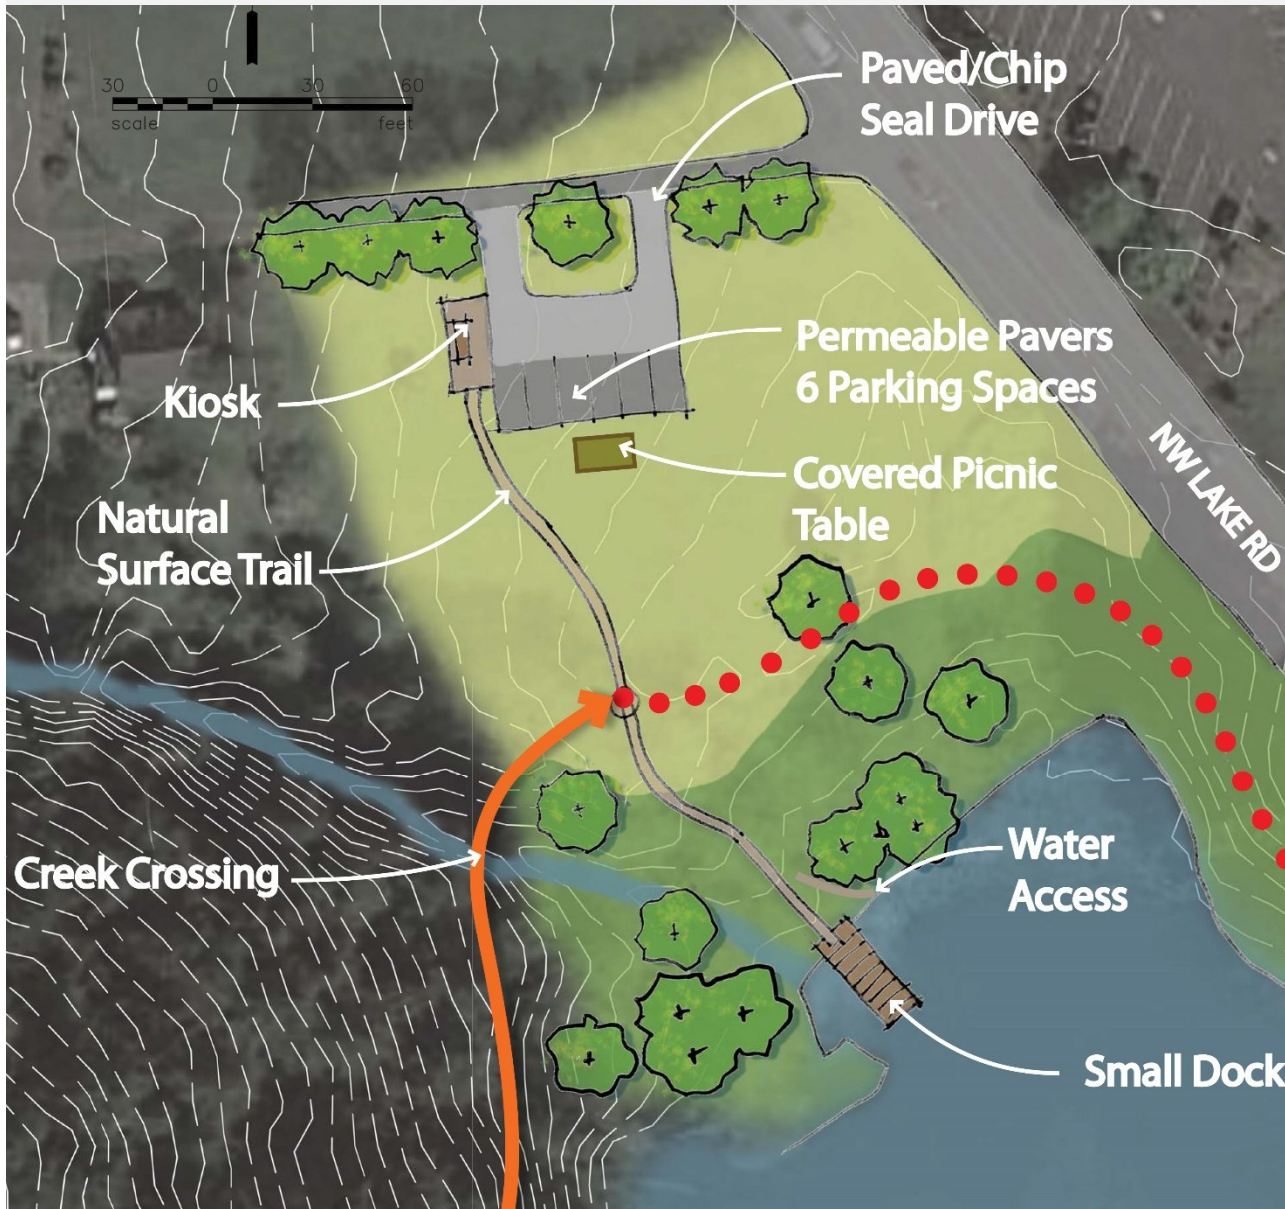 30 0 30 60
scale feet
Paved/Chip
Seal Drive
Permeable Pavers
6 Parking Spaces
Kiosk
NW LAKE RD
Covered Picnic
Table
Natural
Surface Trail
Creek Crossing
Water
Access
Small Dock